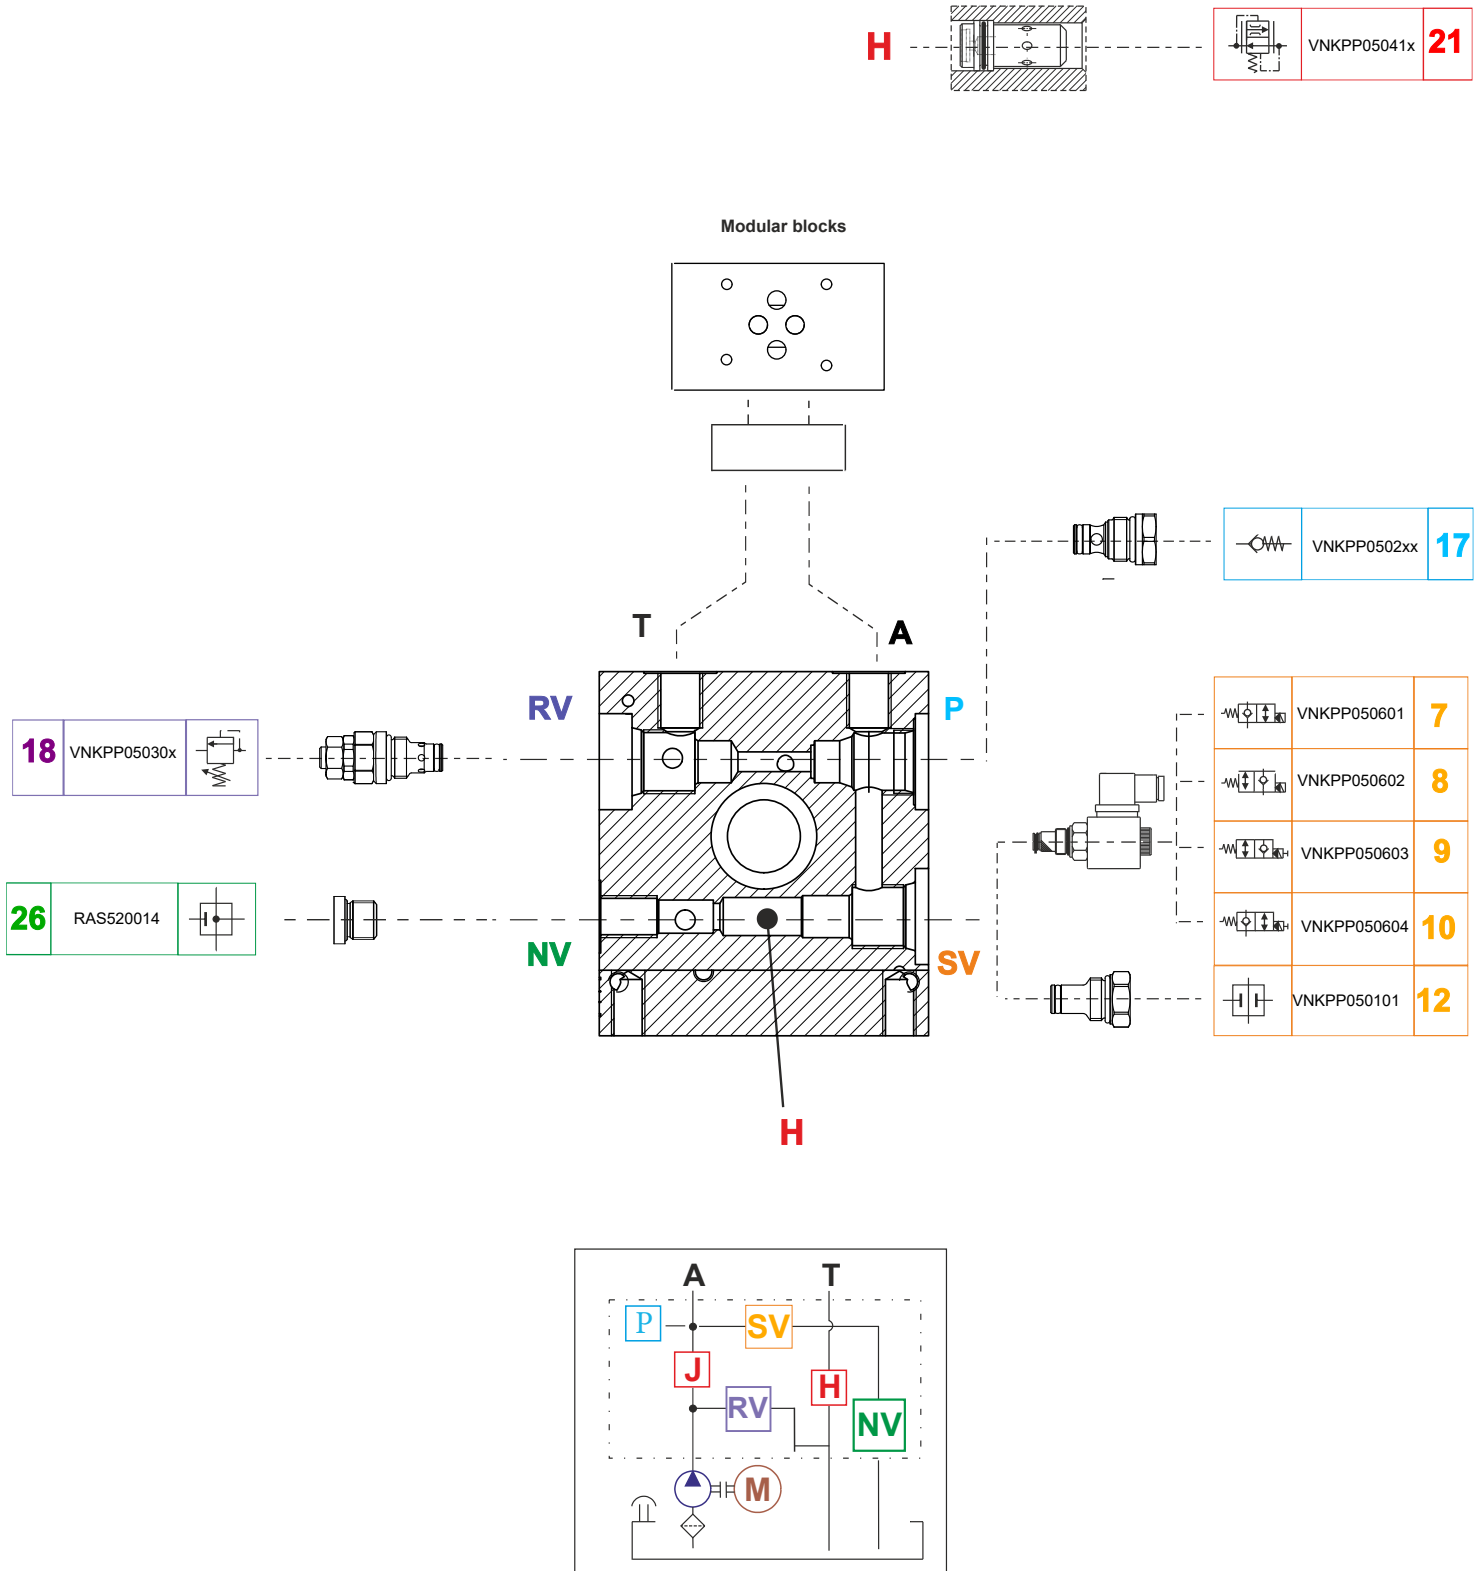 H
VNKPP05041x 21
Modular blocks
VNKPP0502xx 17
T
A
RV
P
18 VNKPP05030x
VNKPP050601 7
VNKPP050602 8
VNKPP050603 9
VNKPP050604 10
VNKPP050101 12
26 RAS520014
NV
SV
H
A T
P SV
J
H
RV
NV
M